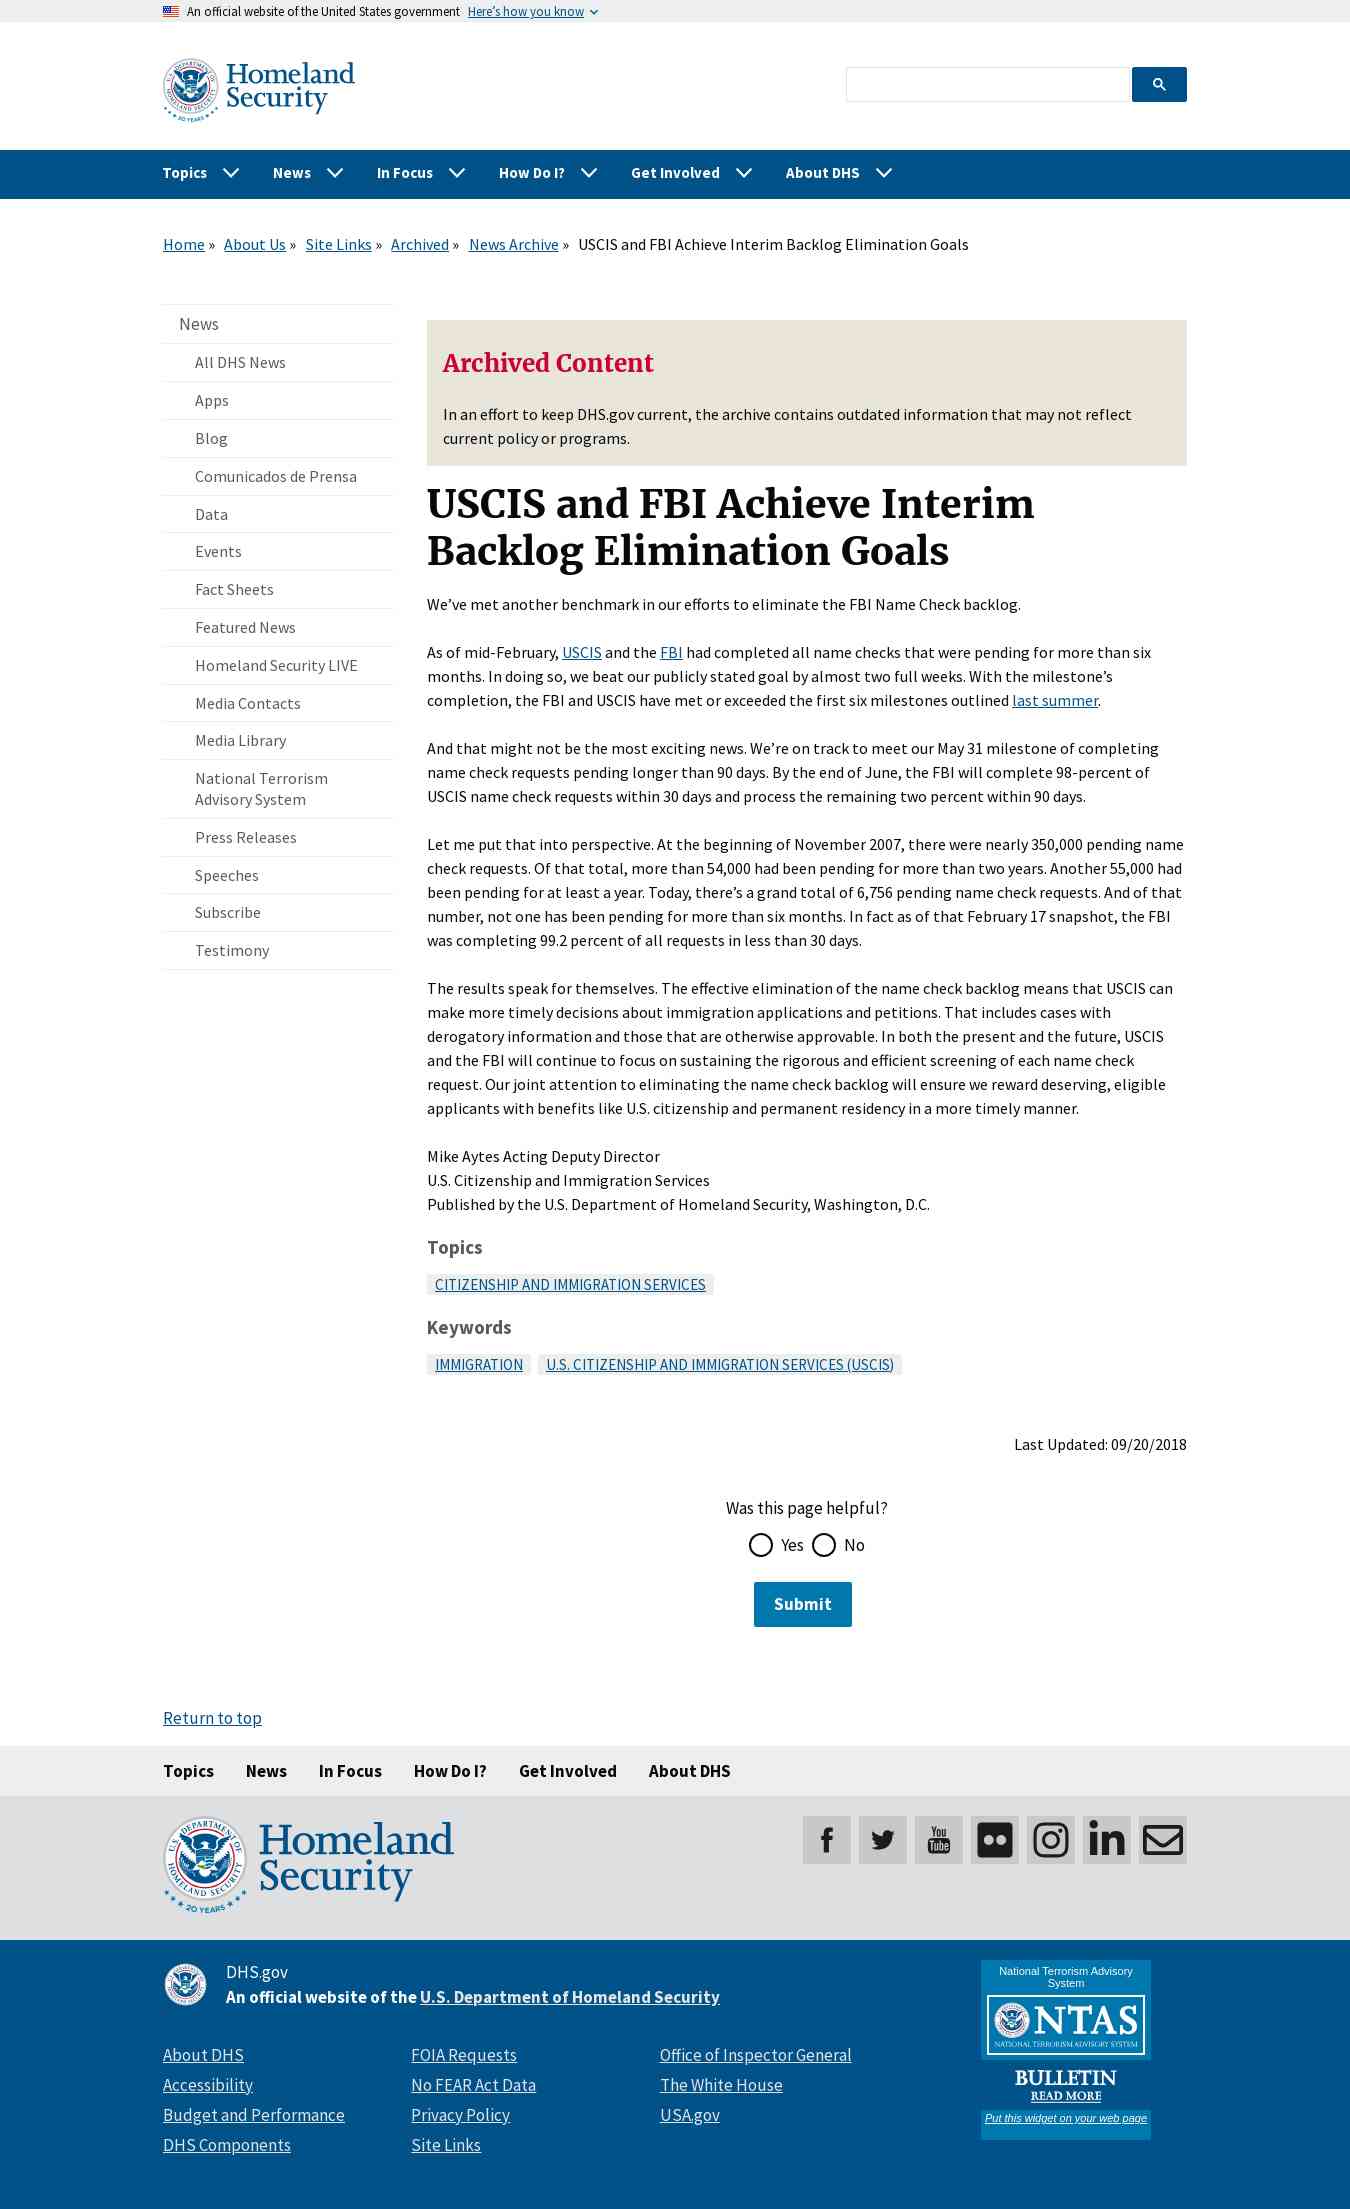 An official website of the United States government Here’s how you know
Homeland
Security
U.S. DEPARTMENT OF
HOMELAND SECURITY
20 YEARS
Topics News In Focus How Do I? Get Involved About DHS
Home » About Us » Site Links » Archived » News Archive » USCIS and FBI Achieve Interim Backlog Elimination Goals
News
All DHS News
Apps
Blog
Comunicados de Prensa
Data
Events
Fact Sheets
Featured News
Homeland Security LIVE
Media Contacts
Media Library
National Terrorism
Advisory System
Press Releases
Speeches
Subscribe
Testimony
Archived Content
In an effort to keep DHS.gov current, the archive contains outdated information that may not reflect
current policy or programs.
USCIS and FBI Achieve Interim
Backlog Elimination Goals
We’ve met another benchmark in our efforts to eliminate the FBI Name Check backlog.
As of mid-February, USCIS and the FBI had completed all name checks that were pending for more than six
months. In doing so, we beat our publicly stated goal by almost two full weeks. With the milestone’s
completion, the FBI and USCIS have met or exceeded the first six milestones outlined last summer.
And that might not be the most exciting news. We’re on track to meet our May 31 milestone of completing
name check requests pending longer than 90 days. By the end of June, the FBI will complete 98-percent of
USCIS name check requests within 30 days and process the remaining two percent within 90 days.
Let me put that into perspective. At the beginning of November 2007, there were nearly 350,000 pending name
check requests. Of that total, more than 54,000 had been pending for more than two years. Another 55,000 had
been pending for at least a year. Today, there’s a grand total of 6,756 pending name check requests. And of that
number, not one has been pending for more than six months. In fact as of that February 17 snapshot, the FBI
was completing 99.2 percent of all requests in less than 30 days.
The results speak for themselves. The effective elimination of the name check backlog means that USCIS can
make more timely decisions about immigration applications and petitions. That includes cases with
derogatory information and those that are otherwise approvable. In both the present and the future, USCIS
and the FBI will continue to focus on sustaining the rigorous and efficient screening of each name check
request. Our joint attention to eliminating the name check backlog will ensure we reward deserving, eligible
applicants with benefits like U.S. citizenship and permanent residency in a more timely manner.
Mike Aytes Acting Deputy Director
U.S. Citizenship and Immigration Services
Published by the U.S. Department of Homeland Security, Washington, D.C.
Topics
CITIZENSHIP AND IMMIGRATION SERVICES
Keywords
IMMIGRATION U.S. CITIZENSHIP AND IMMIGRATION SERVICES (USCIS)
Last Updated: 09/20/2018
Was this page helpful?
Yes No
Submit
Return to top
Topics News In Focus How Do I? Get Involved About DHS
U.S. DEPARTMENT OF
HOMELAND SECURITY
20 YEARS
Homeland
Security
You
Tube
in
DHS.gov
An official website of the U.S. Department of Homeland Security
About DHS
Accessibility
Budget and Performance
DHS Components
FOIA Requests
No FEAR Act Data
Privacy Policy
Site Links
Office of Inspector General
The White House
USA.gov
National Terrorism Advisory
System
NTAS
NATIONAL TERRORISM ADVISORY SYSTEM
BULLETIN
READ MORE
Put this widget on your web page